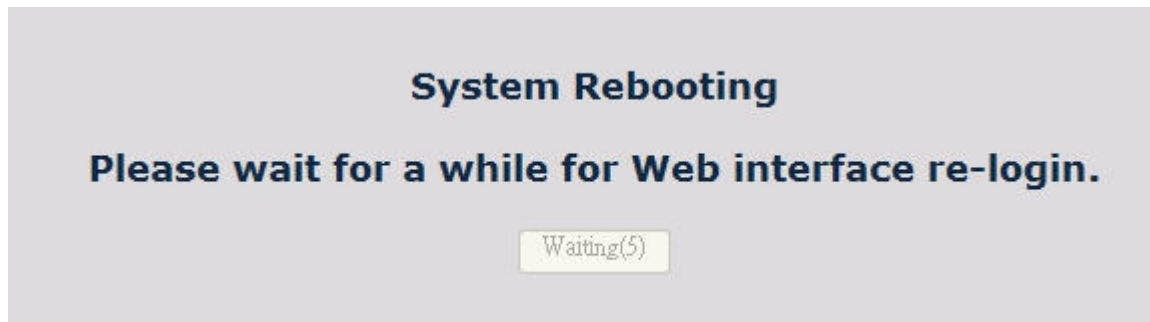 System Rebooting
Please wait for a while for Web interface re-login.
Waiting(5)